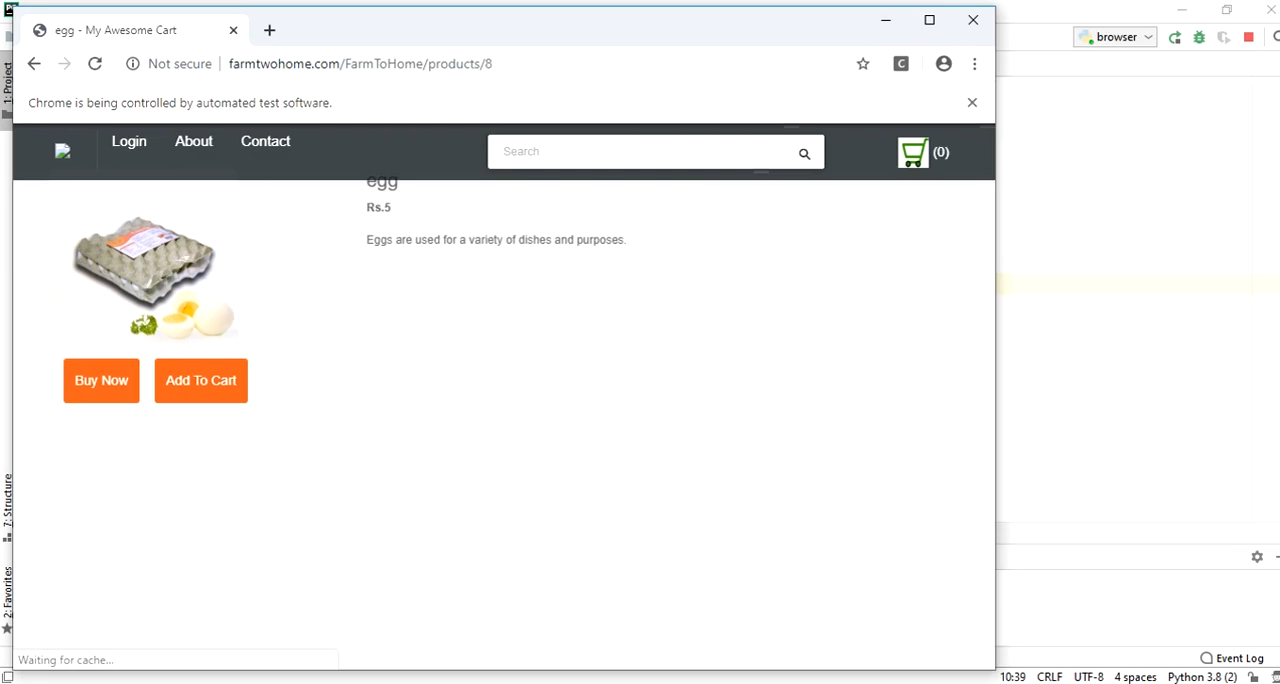 egg - My Awesome Cart
browser
Not secure farmtwohome.com/FarmToHome/products/8
C
Chrome is being controlled by automated test software.
1: Project
Login About Contact Search (0)
egg
Rs.5
Eggs are used for a variety of dishes and purposes.
Buy Now Add To Cart
7: Structure
2: Favorites
Waiting for cache...
Event Log
10:39 CRLF UTF-8 4 spaces Python 3.8 (2)